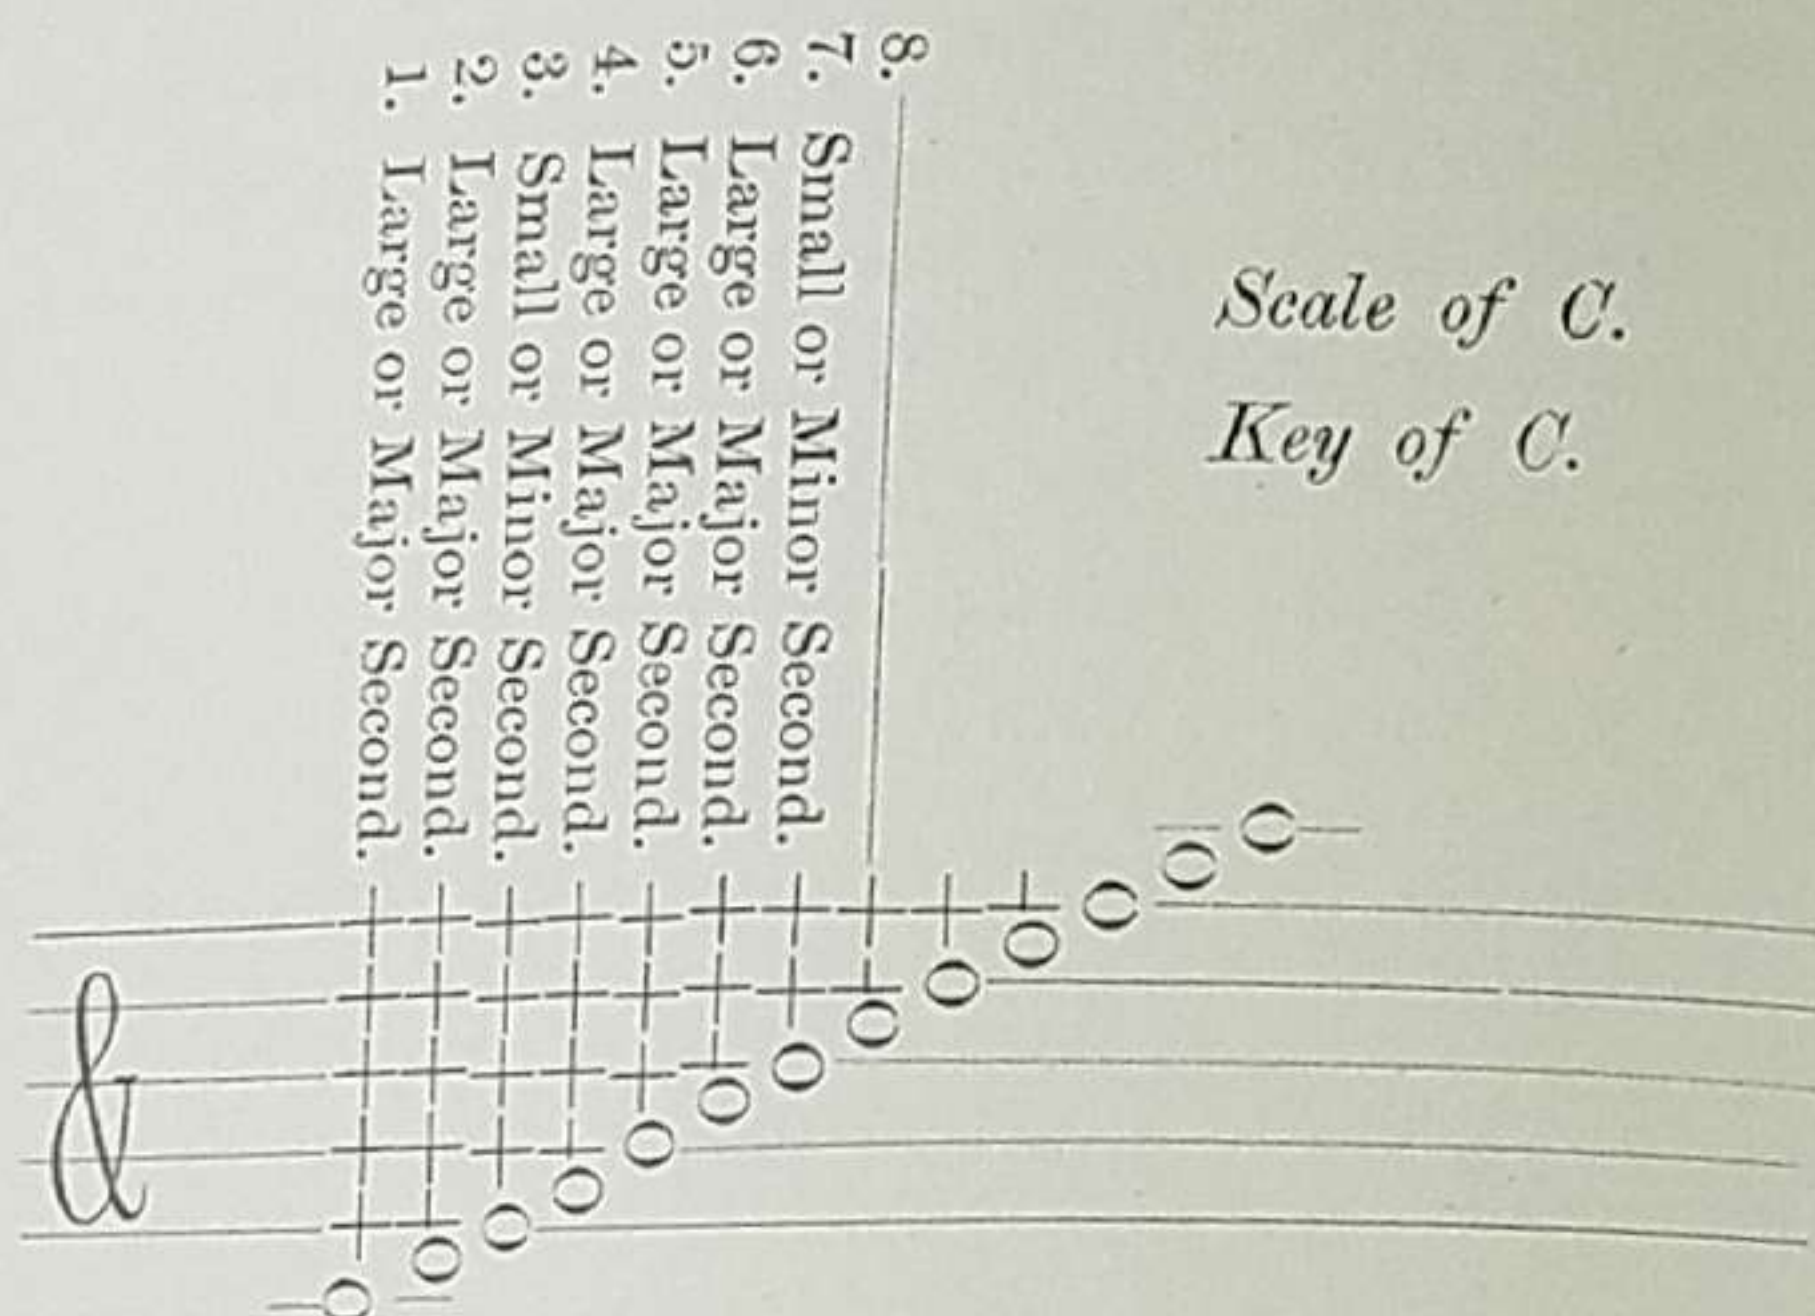 Scale of C.
Key of C.
8.
7. Small or Minor Second.
6. Large or Major Second.
5. Large or Major Second.
4. Large or Major Second.
3. Small or Minor Second.
2. Large or Major Second.
1. Large or Major Second.